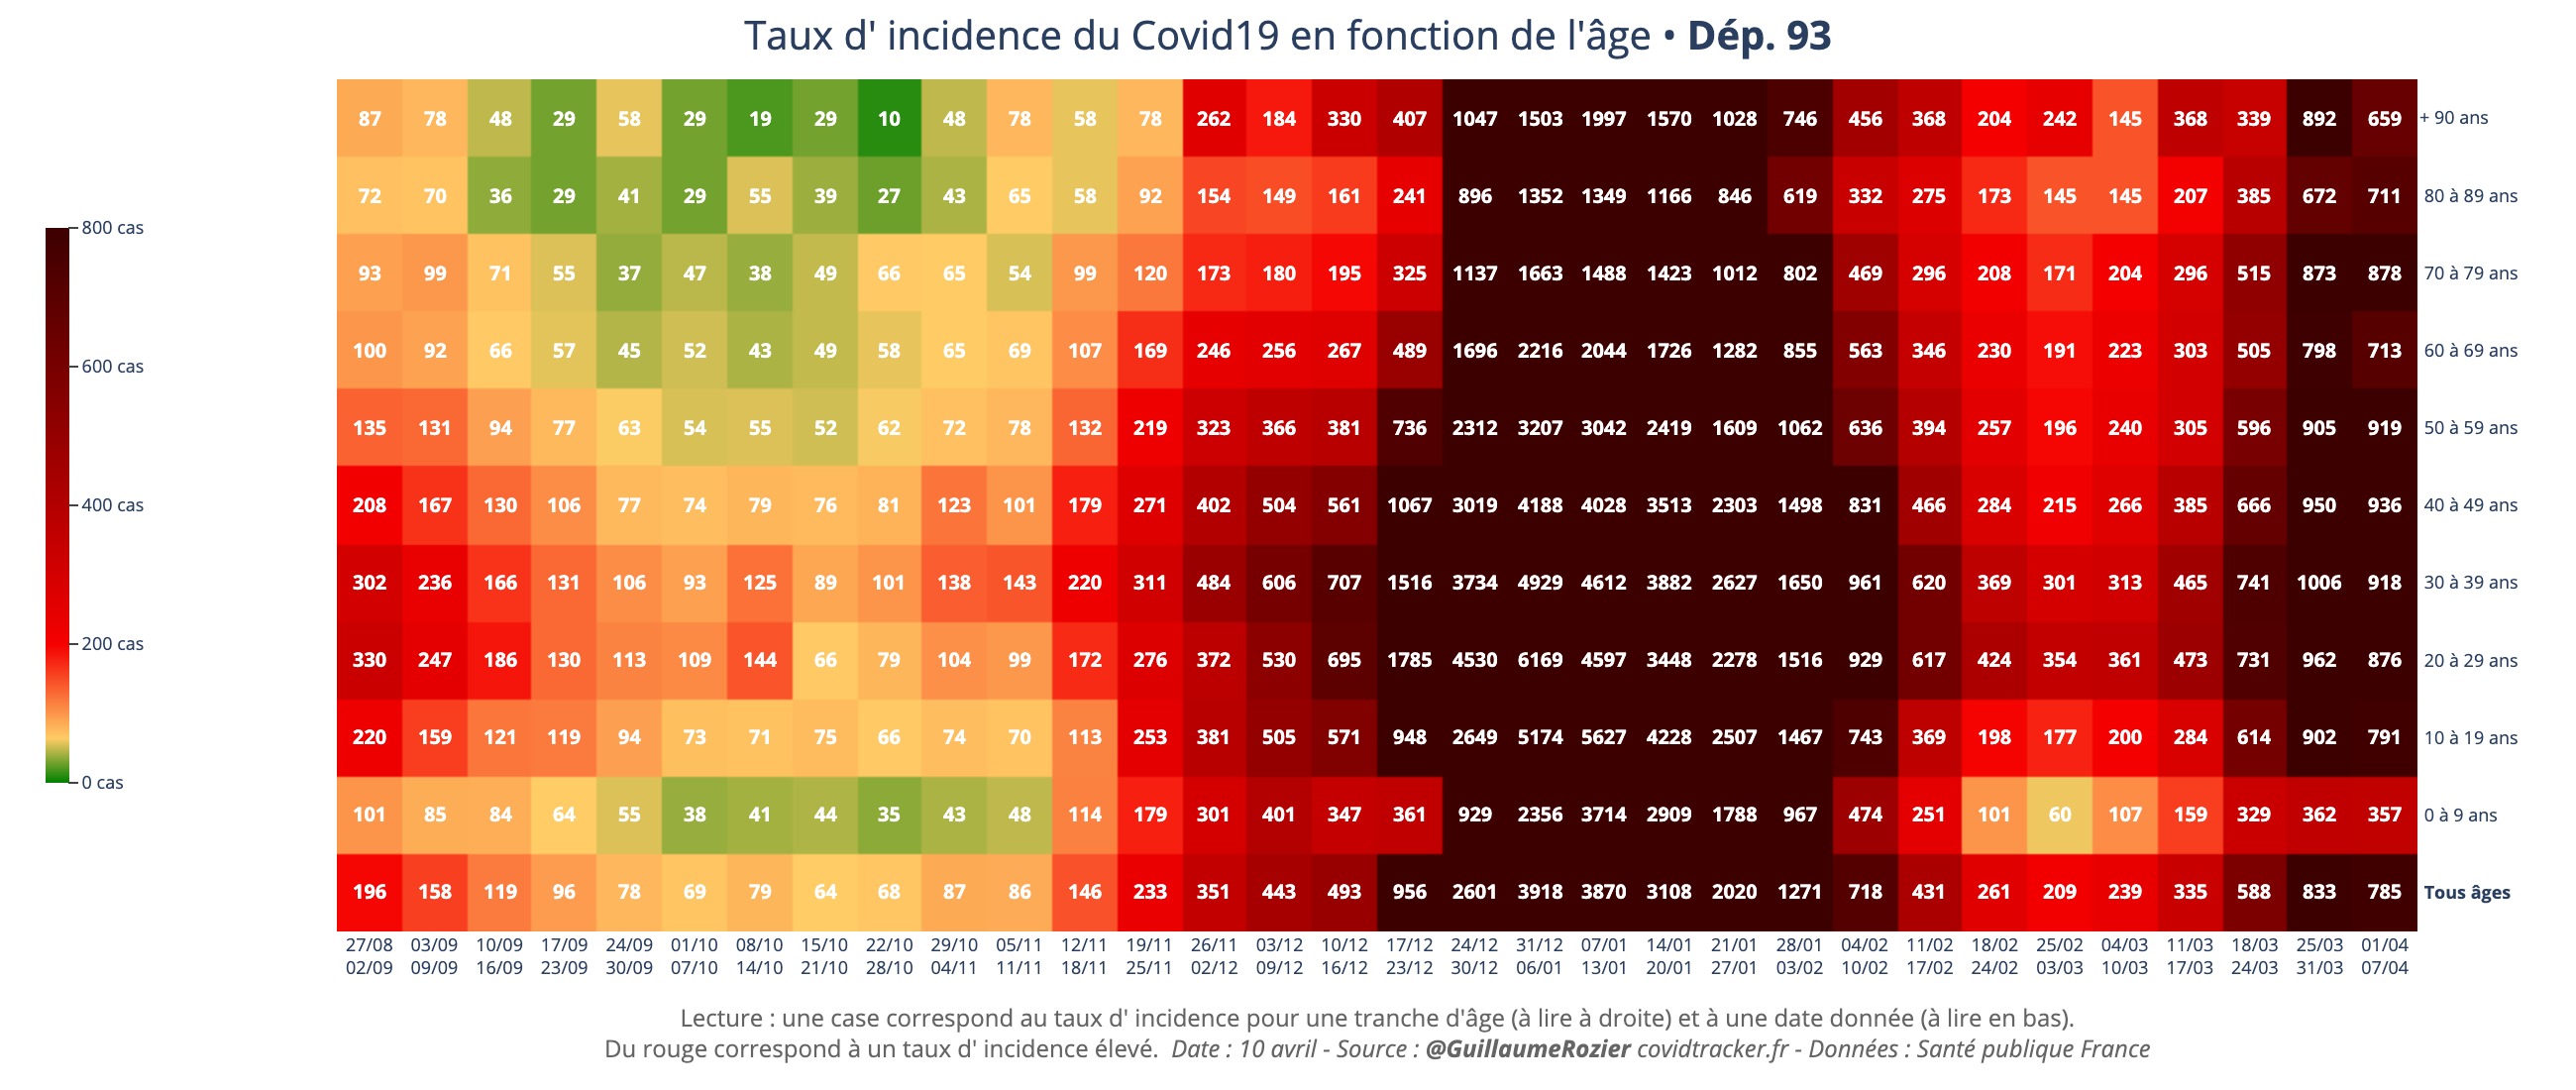 Taux d' incidence du Covid19 en fonction de l'âge • Dép. 93
87 78 48 29 58 29 19 29 10 48 78 58 78 262 184 330 407 1047 1503 1997 1570 1028 746 456 368 204 242 145 368 339 892 659 + 90 ans
72 70 36 29 41 29 55 39 27 43 65 58 92 154 149 161 241 896 1352 1349 1166 846 619 332 275 173 145 145 207 385 672 711 80 à 89 ans
800 cas
93 99 71 55 37 47 38 49 66 65 54 99 120 173 180 195 325 1137 1663 1488 1423 1012 802 469 296 208 171 204 296 515 873 878 70 à 79 ans
100 92 66 57 45 52 43 49 58 65 69 107 169 246 256 267 489 1696 2216 2044 1726 1282 855 563 346 230 191 223 303 505 798 713 60 à 69 ans
600 cas
135 131 94 77 63 54 55 52 62 72 78 132 219 323 366 381 736 2312 3207 3042 2419 1609 1062 636 394 257 196 240 305 596 905 919 50 à 59 ans
400 cas
208 167 130 106 77 74 79 76 81 123 101 179 271 402 504 561 1067 3019 4188 4028 3513 2303 1498 831 466 284 215 266 385 666 950 936 40 à 49 ans
302 236 166 131 106 93 125 89 101 138 143 220 311 484 606 707 1516 3734 4929 4612 3882 2627 1650 961 620 369 301 313 465 741 1006 918 30 à 39 ans
200 cas
330 247 186 130 113 109 144 66 79 104 99 172 276 372 530 695 1785 4530 6169 4597 3448 2278 1516 929 617 424 354 361 473 731 962 876 20 à 29 ans
220 159 121 119 94 73 71 75 66 74 70 113 253 381 505 571 948 2649 5174 5627 4228 2507 1467 743 369 198 177 200 284 614 902 791 10 à 19 ans
0 cas
101 85 84 64 55 38 41 44 35 43 48 114 179 301 401 347 361 929 2356 3714 2909 1788 967 474 251 101 60 107 159 329 362 357 0 à 9 ans
196 158 119 96 78 69 79 64 68 87 86 146 233 351 443 493 956 2601 3918 3870 3108 2020 1271 718 431 261 209 239 335 588 833 785 Tous âges
27/08 03/09 10/09 17/09 24/09 01/10 08/10 15/10 22/10 29/10 05/11 12/11 19/11 26/11 03/12 10/12 17/12 24/12 31/12 07/01 14/01 21/01 28/01 04/02 11/02 18/02 25/02 04/03 11/03 18/03 25/03 01/04
02/09 09/09 16/09 23/09 30/09 07/10 14/10 21/10 28/10 04/11 11/11 18/11 25/11 02/12 09/12 16/12 23/12 30/12 06/01 13/01 20/01 27/01 03/02 10/02 17/02 24/02 03/03 10/03 17/03 24/03 31/03 07/04
Lecture : une case correspond au taux d' incidence pour une tranche d'âge (à lire à droite) et à une date donnée (à lire en bas).
Du rouge correspond à un taux d' incidence élevé. Date : 10 avril - Source : @GuillaumeRozier covidtracker.fr - Données : Santé publique France